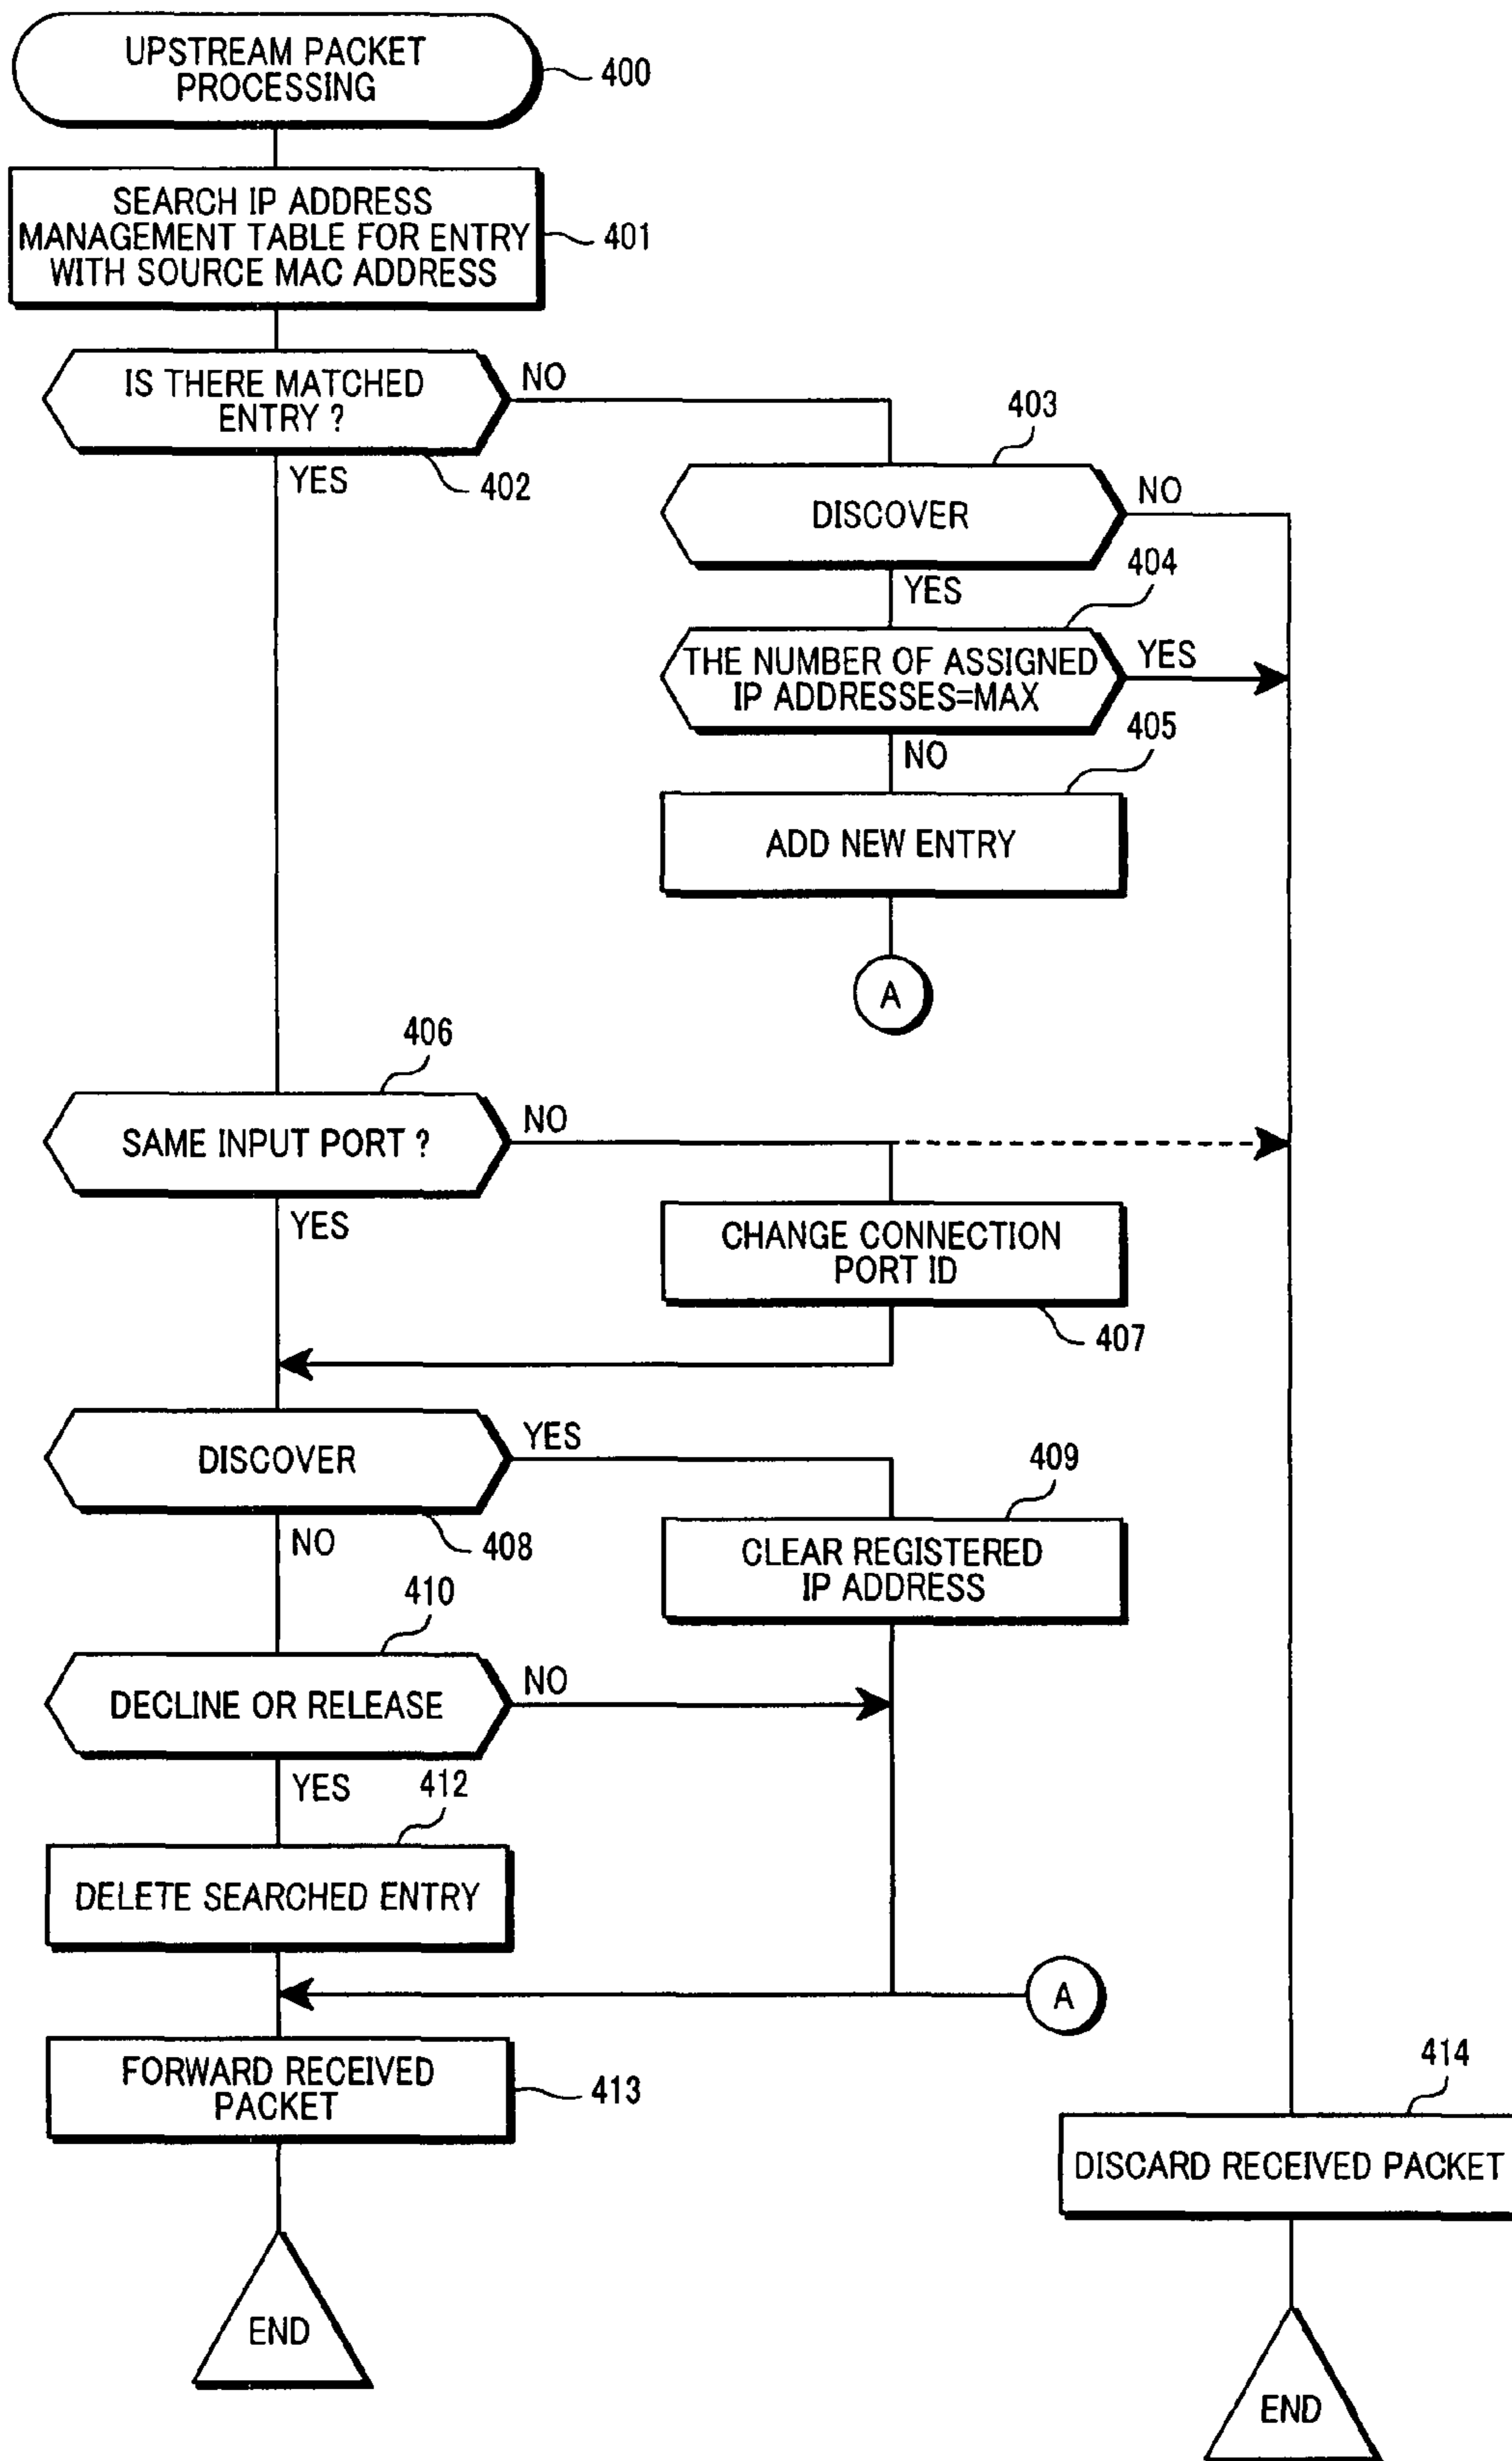 UPSTREAM PACKET
PROCESSING
400
SEARCH IP ADDRESS
MANAGEMENT TABLE FOR ENTRY
WITH SOURCE MAC ADDRESS
401
IS THERE MATCHED
ENTRY ?
NO
YES
402
403
DISCOVER
NO
YES
404
THE NUMBER OF ASSIGNED
IP ADDRESSES=MAX
YES
NO
405
ADD NEW ENTRY
A
406
SAME INPUT PORT ?
NO
YES
CHANGE CONNECTION
PORT ID
407
DISCOVER
YES
NO
408
409
CLEAR REGISTERED
IP ADDRESS
410
DECLINE OR RELEASE
NO
YES
412
DELETE SEARCHED ENTRY
A
FORWARD RECEIVED
PACKET
413
414
DISCARD RECEIVED PACKET
END
END